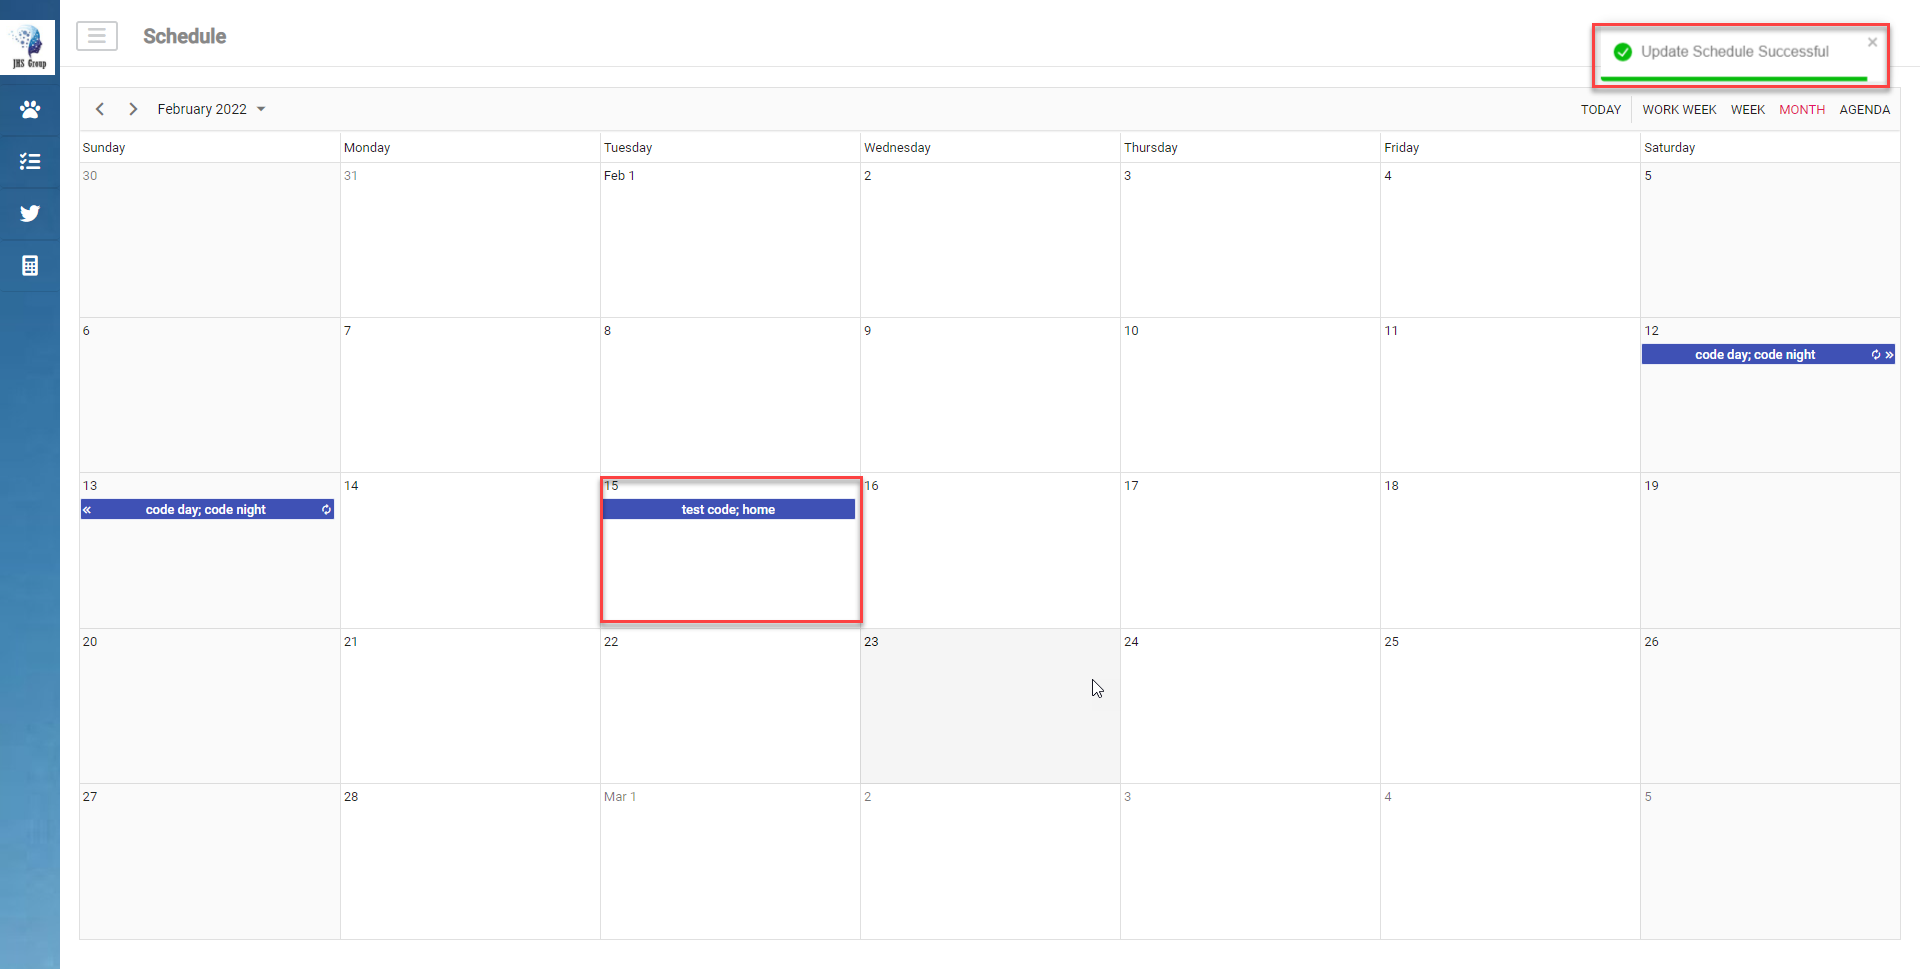 JHS Group
Schedule
Update Schedule Successful
February 2022
TODAY WORK WEEK WEEK MONTH AGENDA
Sunday Monday Tuesday Wednesday Thursday Friday Saturday
30 31 Feb 1 2 3 4 5
6 7 8 9 10 11 12
code day; code night
13 14 15 16 17 18 19
code day; code night test code; home
20 21 22 23 24 25 26
27 28 Mar 1 2 3 4 5